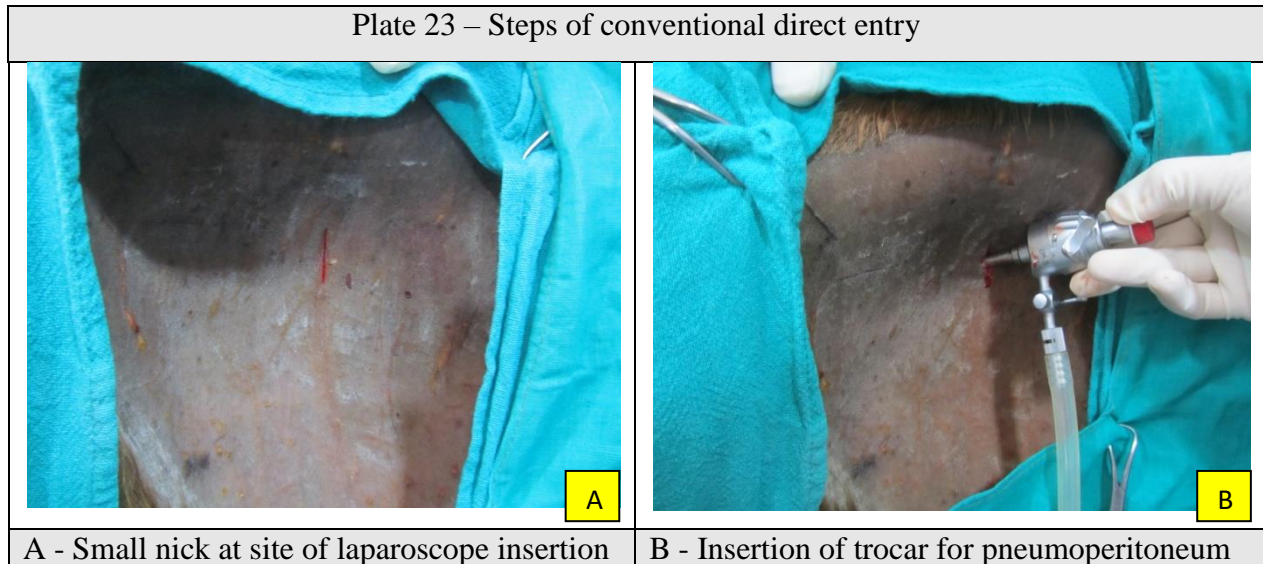 Plate 23 – Steps of conventional direct entry
A
B
A - Small nick at site of laparoscope insertion
B - Insertion of trocar for pneumoperitoneum